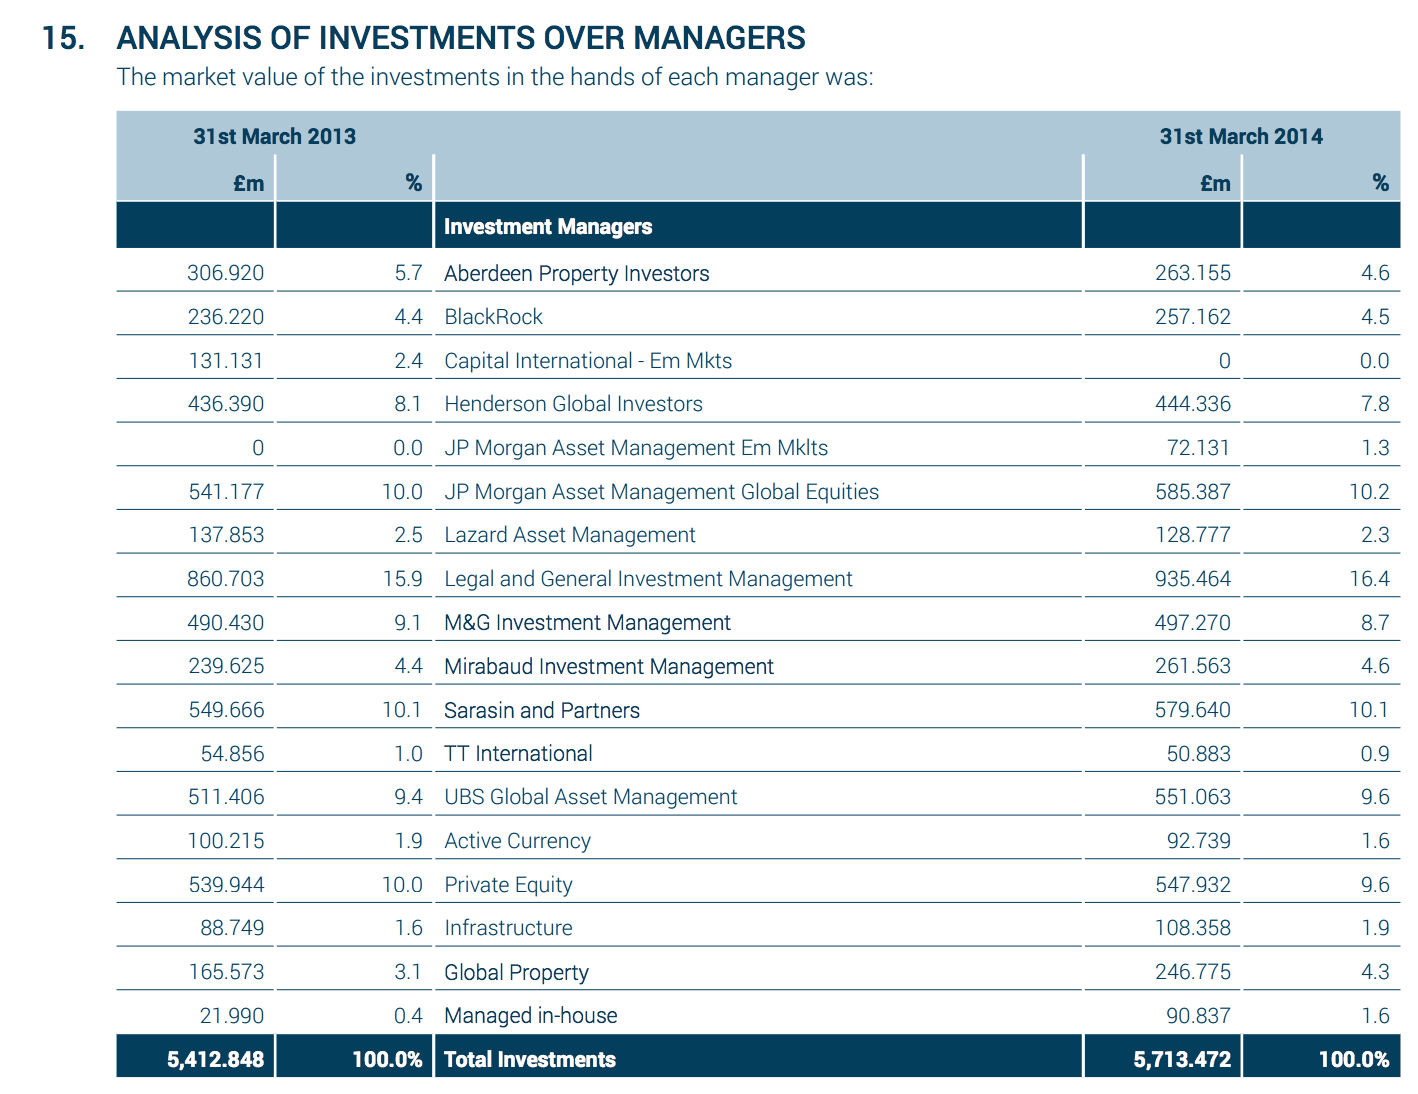 15. ANALYSIS OF INVESTMENTS OVER MANAGERS
The market value of the investments in the hands of each manager was:
31st March 2013 31st March 2014
£m % £m %
Investment Managers
306.920 5.7 Aberdeen Property Investors 263.155 4.6
236.220 4.4 BlackRock 257.162 4.5
131.131 2.4 Capital International - Em Mkts 0 0.0
436.390 8.1 Henderson Global Investors 444.336 7.8
0 0.0 JP Morgan Asset Management Em Mklts 72.131 1.3
541.177 10.0 JP Morgan Asset Management Global Equities 585.387 10.2
137.853 2.5 Lazard Asset Management 128.777 2.3
860.703 15.9 Legal and General Investment Management 935.464 16.4
490.430 9.1 M&G Investment Management 497.270 8.7
239.625 4.4 Mirabaud Investment Management 261.563 4.6
549.666 10.1 Sarasin and Partners 579.640 10.1
54.856 1.0 TT International 50.883 0.9
511.406 9.4 UBS Global Asset Management 551.063 9.6
100.215 1.9 Active Currency 92.739 1.6
539.944 10.0 Private Equity 547.932 9.6
88.749 1.6 Infrastructure 108.358 1.9
165.573 3.1 Global Property 246.775 4.3
21.990 0.4 Managed in-house 90.837 1.6
5,412.848 100.0% Total Investments 5,713.472 100.0%